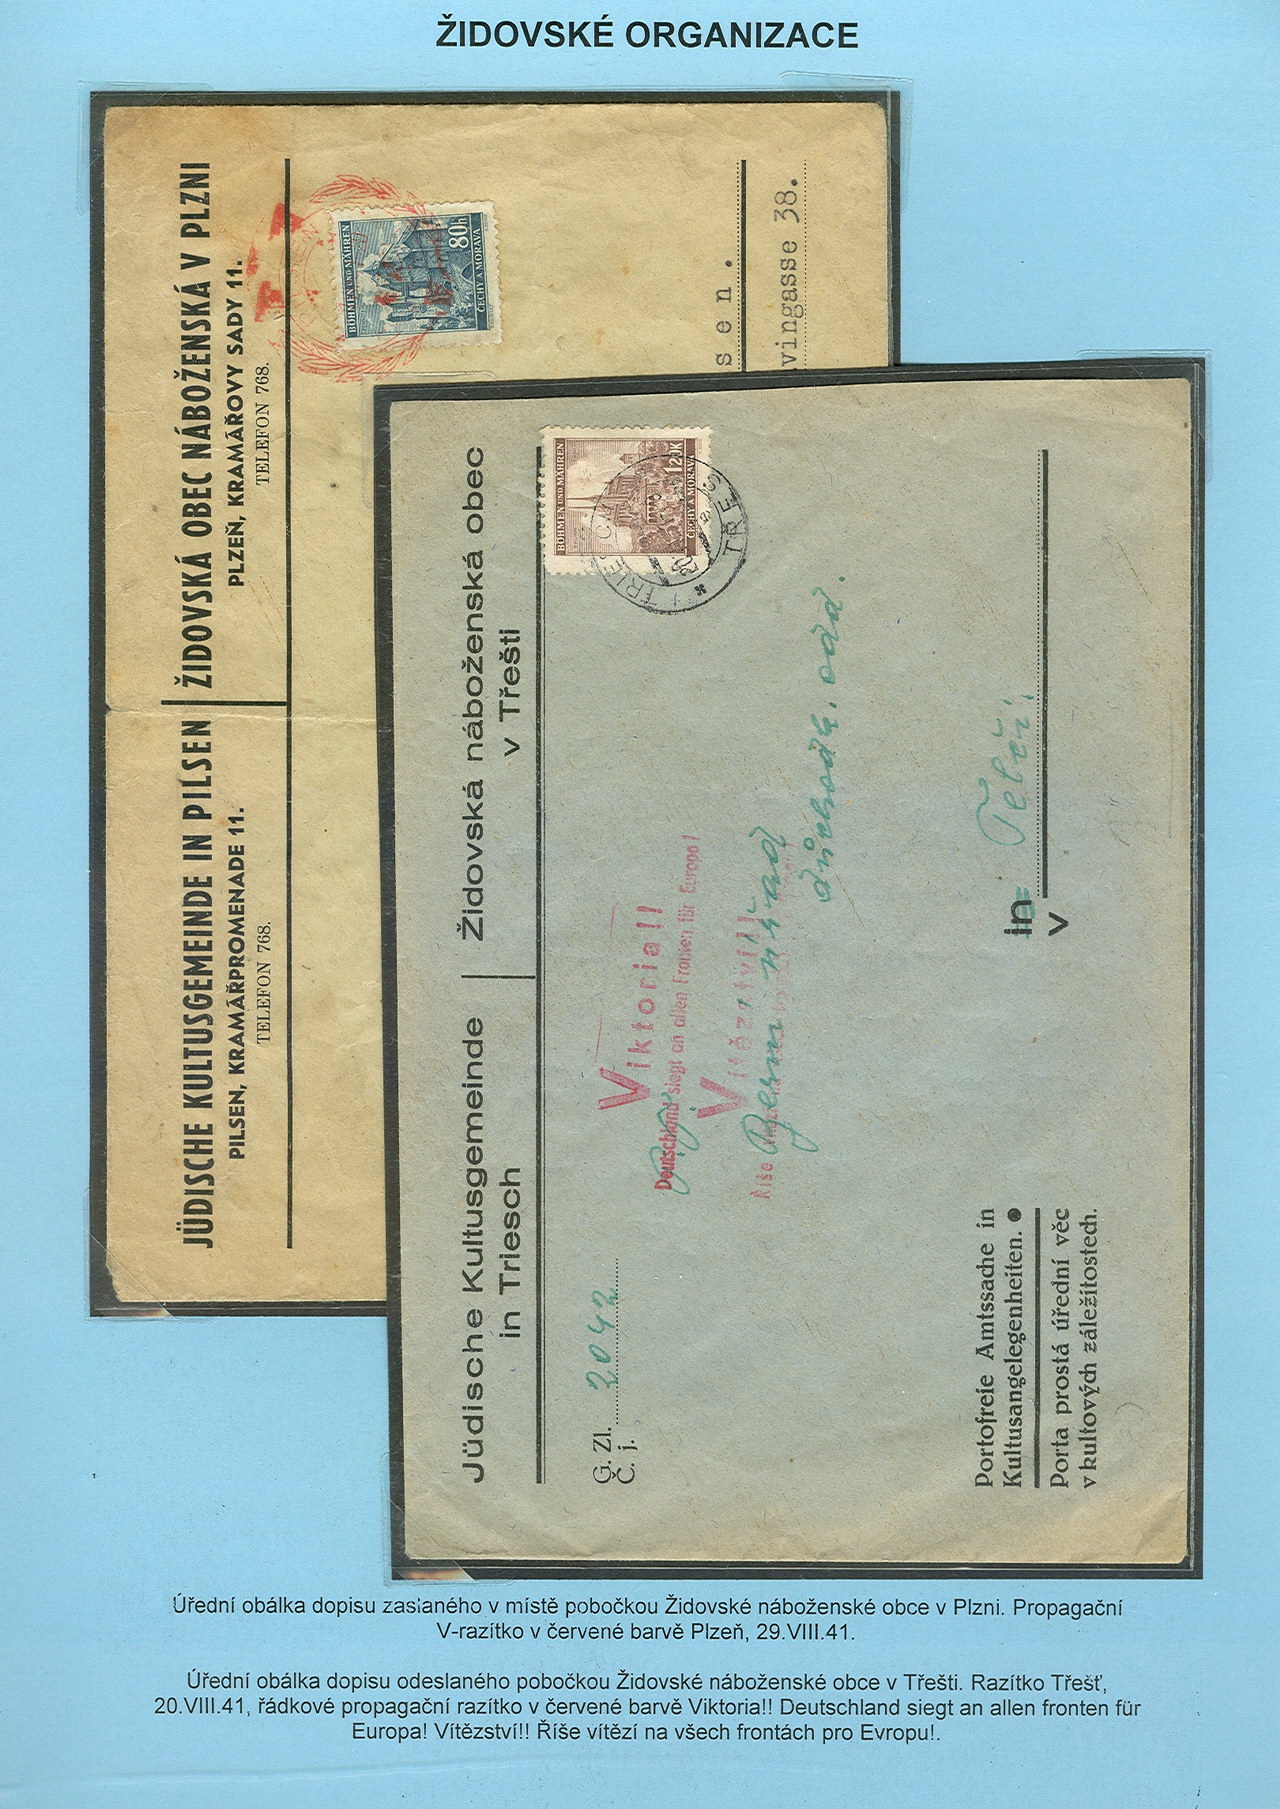 ŽIDOVSKÉ ORGANIZACE
JÜDISCHE KULTUSGEMEINDE IN PILSEN
PILSEN, KRAMÁŘPROMENADE 11.
TELEFON 768.
ŽIDOVSKÁ OBEC NÁBOŽENSKÁ V PLZNI
PLZEŇ, KRAMÁŘOVY SADY 11.
TELEFON 768.
BÖHMEN UND MÄHREN
80h
ČECHY A MORAVA
sen.
vingasse 38.
Jüdische Kultusgemeinde
in Triesch
Židovská náboženská obec
v Třešti
BÖHMEN UND MÄHREN
1.20K
ČECHY A MORAVA
G. Zl.
Č. j. 2042
Viktoria!!
Deutschland siegt an allen Fronten für Europa!
Vítězství!!
Říše
důchodk. odd.
in
v
Telči
Portofreie Amtssache in
Kultusangelegenheiten.
Porta prostá úřední věc
v kultových záležitostech.
Úřední obálka dopisu zaslaného v místě pobočkou Židovské náboženské obce v Plzni. Propagační
V-razítko v červené barvě Plzeň, 29.VIII.41.
Úřední obálka dopisu odeslaného pobočkou Židovské náboženské obce v Třešti. Razítko Třešť,
20.VIII.41, řádkové propagační razítko v červené barvě Viktoria!! Deutschland siegt an allen fronten für
Europa! Vítězství!! Říše vítězí na všech frontách pro Evropu!.